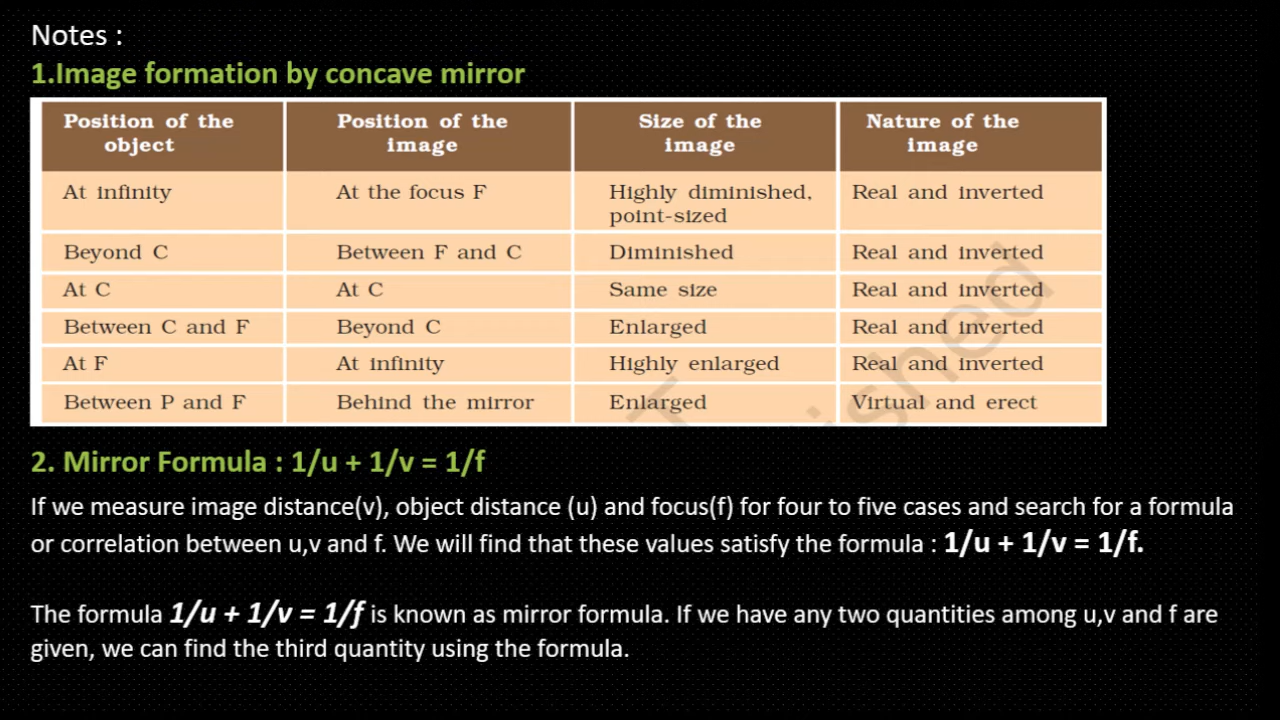 Notes :
1.Image formation by concave mirror
Position of the object Position of the image Size of the image Nature of the image
At infinity At the focus F Highly diminished, point-sized Real and inverted
Beyond C Between F and C Diminished Real and inverted
At C At C Same size Real and inverted
Between C and F Beyond C Enlarged Real and inverted
At F At infinity Highly enlarged Real and inverted
Between P and F Behind the mirror Enlarged Virtual and erect
2. Mirror Formula : 1/u + 1/v = 1/f
If we measure image distance(v), object distance (u) and focus(f) for four to five cases and search for a formula
or correlation between u,v and f. We will find that these values satisfy the formula : 1/u + 1/v = 1/f.
The formula 1/u + 1/v = 1/f is known as mirror formula. If we have any two quantities among u,v and f are
given, we can find the third quantity using the formula.